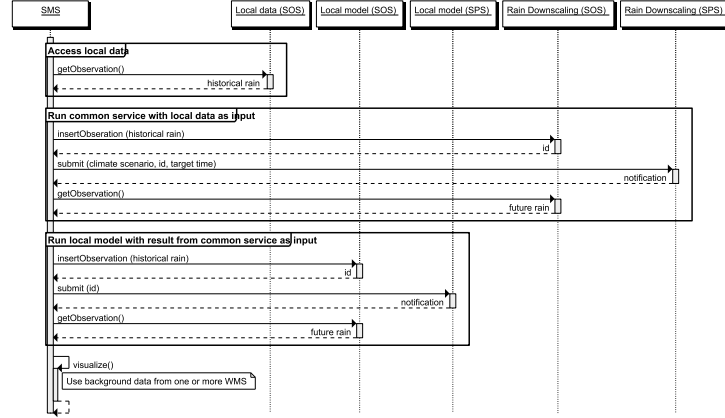 SMS
Local data (SOS)
Local model (SOS)
Local model (SPS)
Rain Downscaling (SOS)
Rain Downscaling (SPS)
Access local data
getObservation()
historical rain
Run common service with local data as input
insertObseration (historical rain)
id
submit (climate scenario, id, target time)
notification
getObservation()
future rain
Run local model with result from common service as input
insertObservation (historical rain)
id
submit (id)
notification
getObservation()
future rain
visualize()
Use background data from one or more WMS